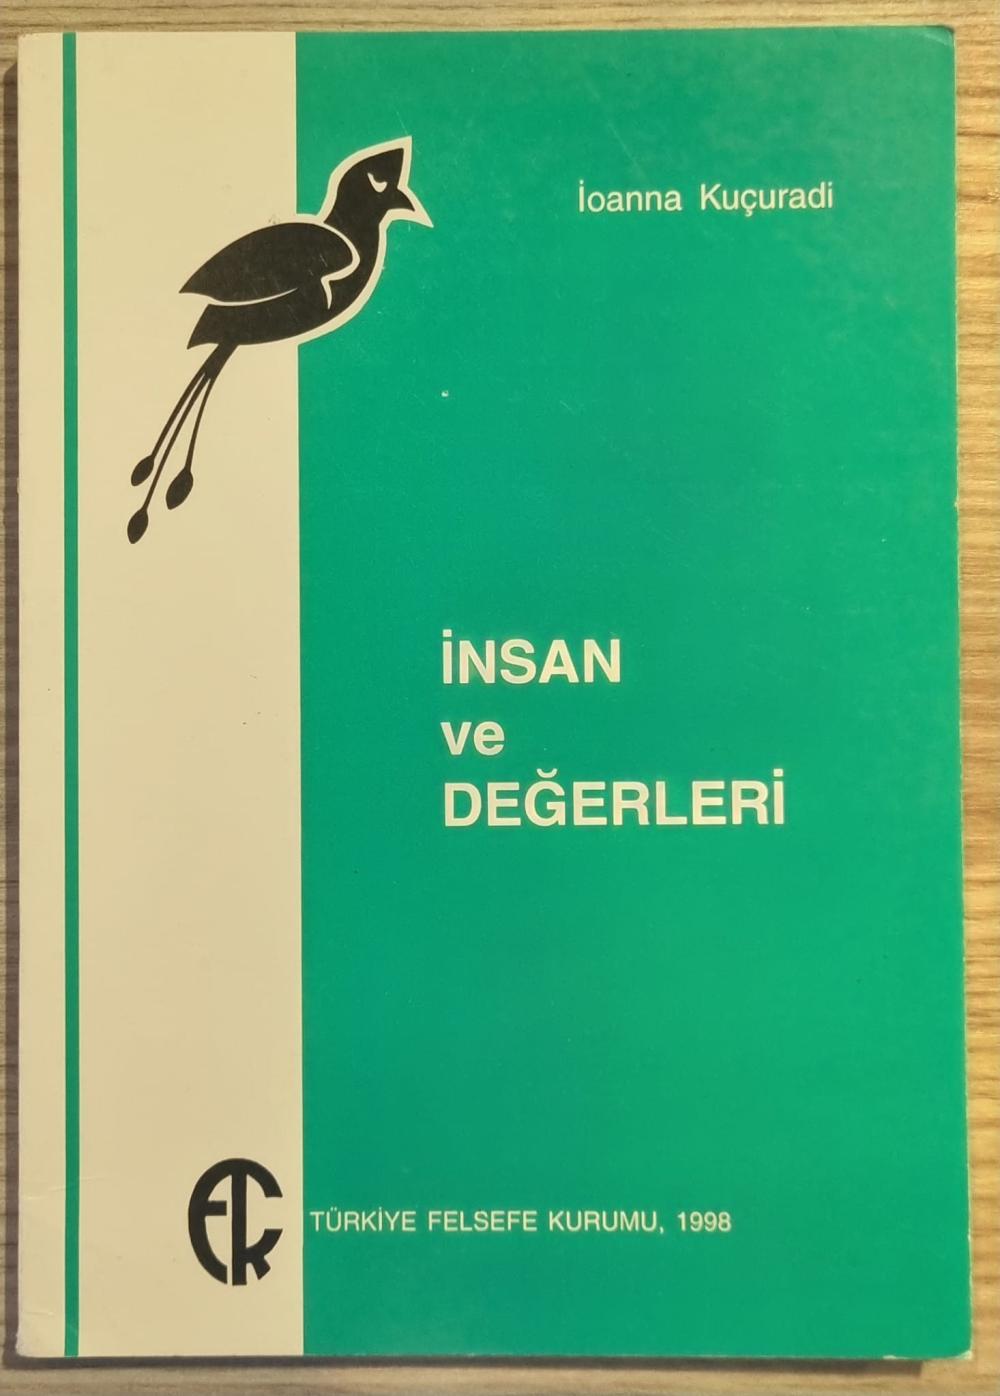 İoanna Kuçuradi
İNSAN
ve
DEĞERLERİ
TÜRKİYE FELSEFE KURUMU, 1998